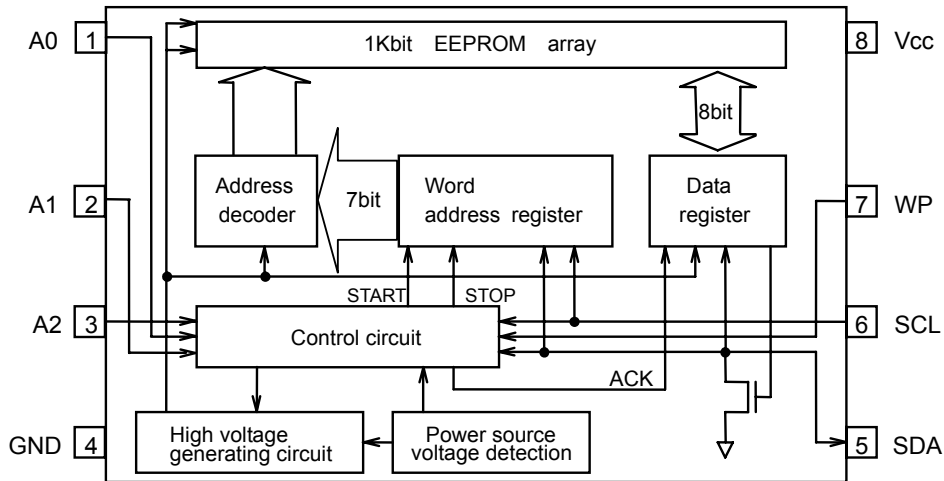 A0 1
1Kbit EEPROM array
8 Vcc
8bit
A1 2
Address
decoder
7bit
Word
address register
Data
register
7 WP
START
STOP
A2 3
Control circuit
6 SCL
ACK
GND 4
High voltage
generating circuit
Power source
voltage detection
5 SDA